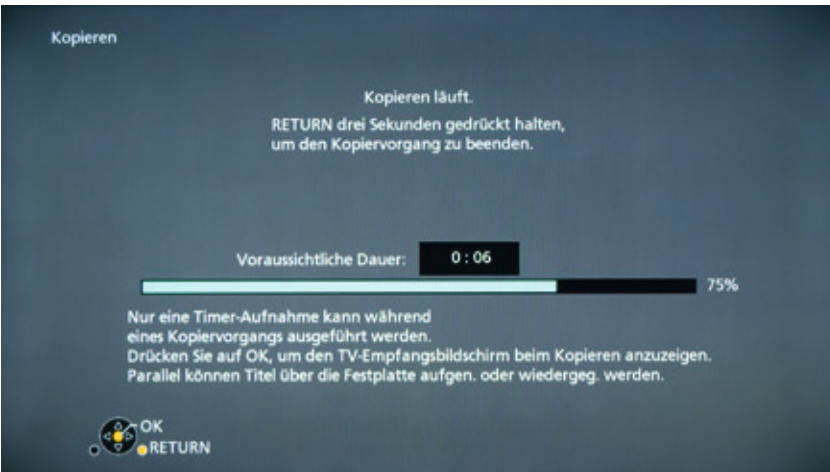 Kopieren
Kopieren läuft.
RETURN drei Sekunden gedrückt halten,
um den Kopiervorgang zu beenden.
Voraussichtliche Dauer: 0 : 06
75%
Nur eine Timer-Aufnahme kann während
eines Kopiervorgangs ausgeführt werden.
Drücken Sie auf OK, um den TV-Empfangsbildschirm beim Kopieren anzuzeigen.
Parallel können Titel über die Festplatte aufgen. oder wiedergeg. werden.
OK
RETURN